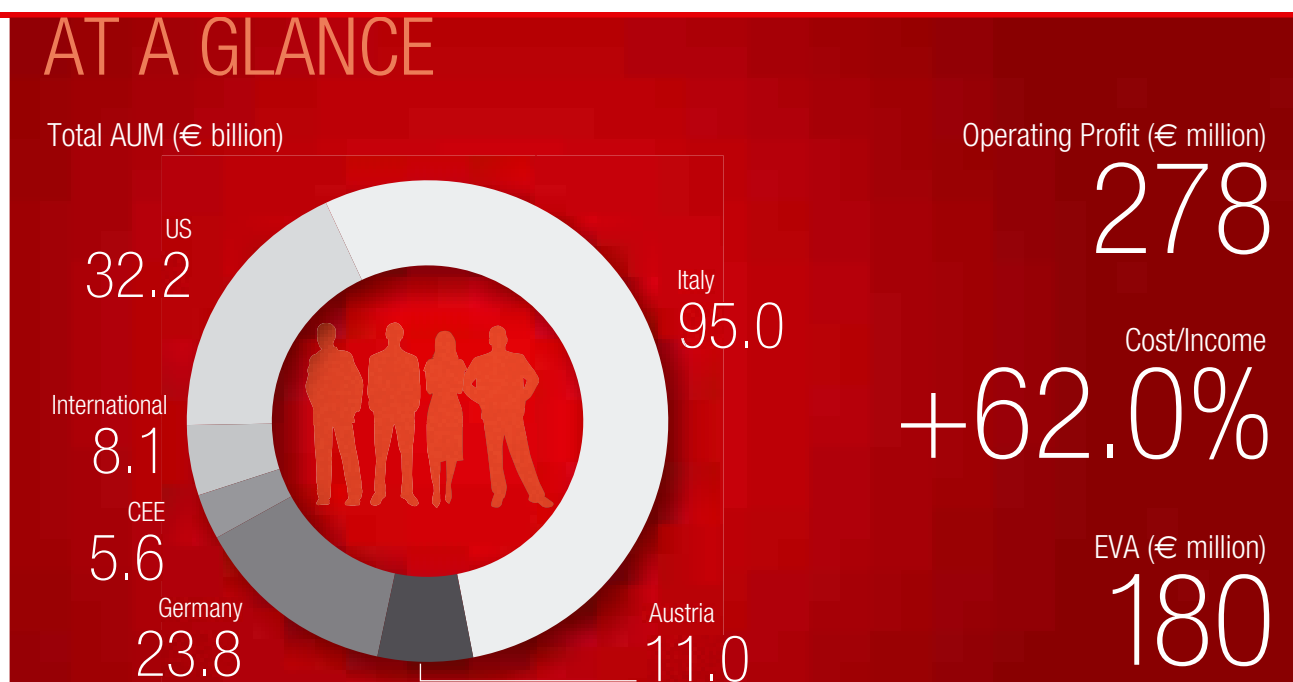 AT A GLANCE
Total AUM (€ billion)
US
32.2
International
8.1
CEE
5.6
Germany
23.8
Italy
95.0
Austria
11.0
Operating Profit (€ million)
278
Cost/Income
+62.0%
EVA (€ million)
180